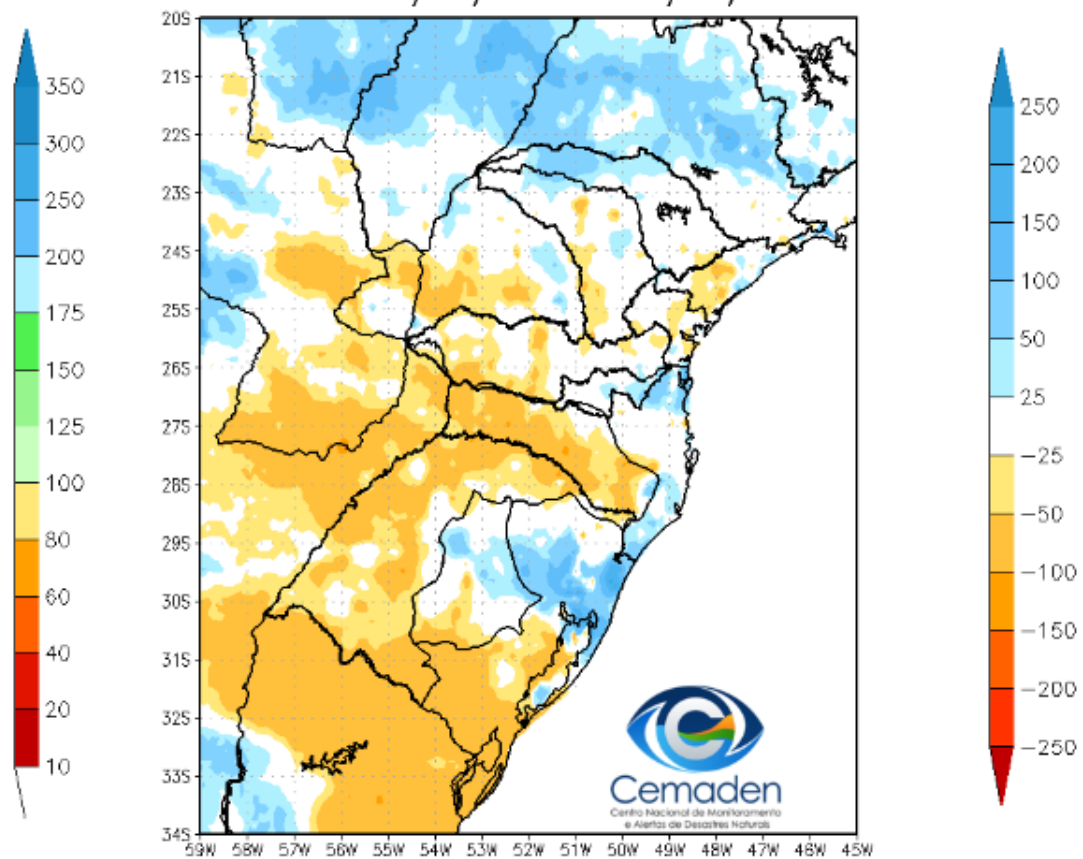 350
300
250
200
175
150
125
100
80
60
40
20
10
20S
21S
22S
23S
24S
25S
26S
27S
28S
29S
30S
31S
32S
33S
34S
59W 58W 57W 56W 55W 54W 53W 52W 51W 50W 49W 48W 47W 46W 45W
Cemaden
Centro Nacional de Monitoramento
e Alertas de Desastres Naturais
250
200
150
100
50
25
−25
−50
−100
−150
−200
−250